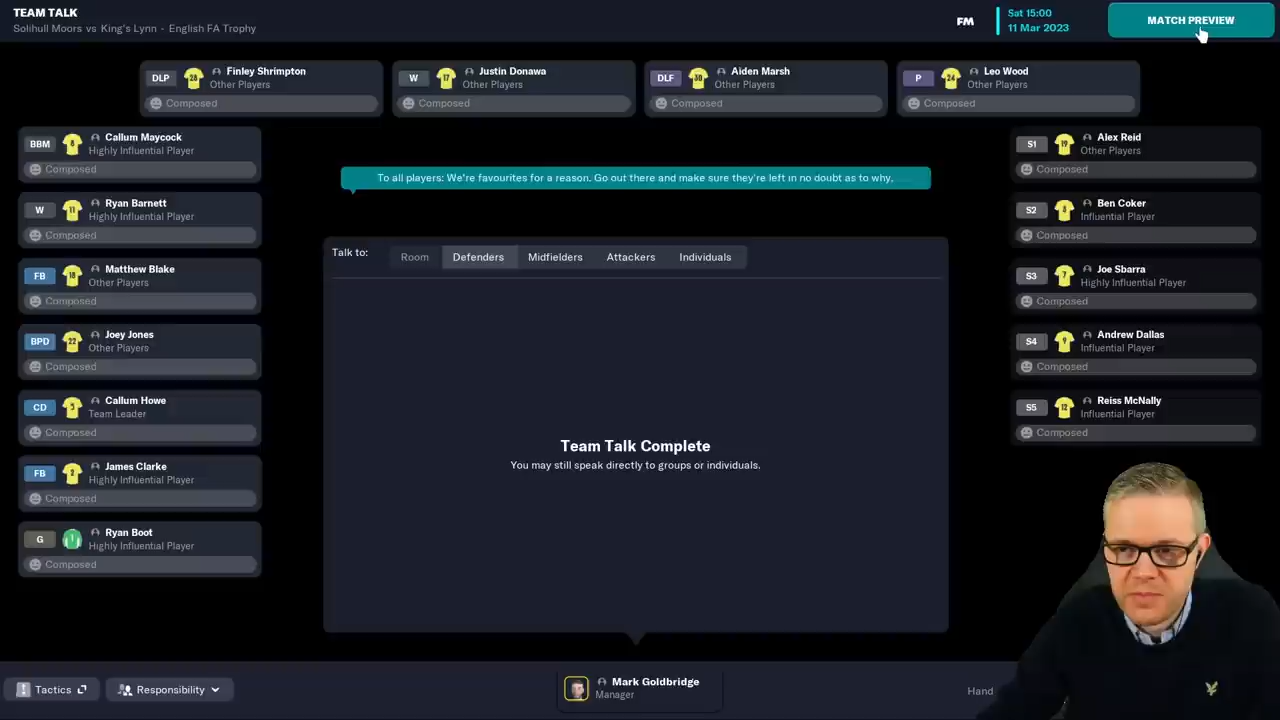 TEAM TALK
Solihull Moors vs King's Lynn - English FA Trophy
FM
Sat 15:00
11 Mar 2023
MATCH PREVIEW
DLP
28
Finley Shrimpton
Other Players
Composed
W
17
Justin Donawa
Other Players
Composed
DLF
30
Aiden Marsh
Other Players
Composed
P
24
Leo Wood
Other Players
Composed
BBM
Callum Maycock
Highly Influential Player
Composed
W
11
Ryan Barnett
Highly Influential Player
Composed
FB
18
Matthew Blake
Other Players
Composed
BPD
22
Joey Jones
Other Players
Composed
CD
5
Callum Howe
Team Leader
Composed
FB
2
James Clarke
Highly Influential Player
Composed
G
1
Ryan Boot
Highly Influential Player
Composed
To all players: We're favourites for a reason. Go out there and make sure they're left in no doubt as to why.
Talk to:
Room
Defenders
Midfielders
Attackers
Individuals
Team Talk Complete
You may still speak directly to groups or individuals.
S1
19
Alex Reid
Other Players
Composed
S2
Ben Coker
Influential Player
Composed
S3
7
Joe Sbarra
Highly Influential Player
Composed
S4
9
Andrew Dallas
Influential Player
Composed
S5
12
Reiss McNally
Influential Player
Composed
Tactics
Responsibility
Mark Goldbridge
Manager
Hand